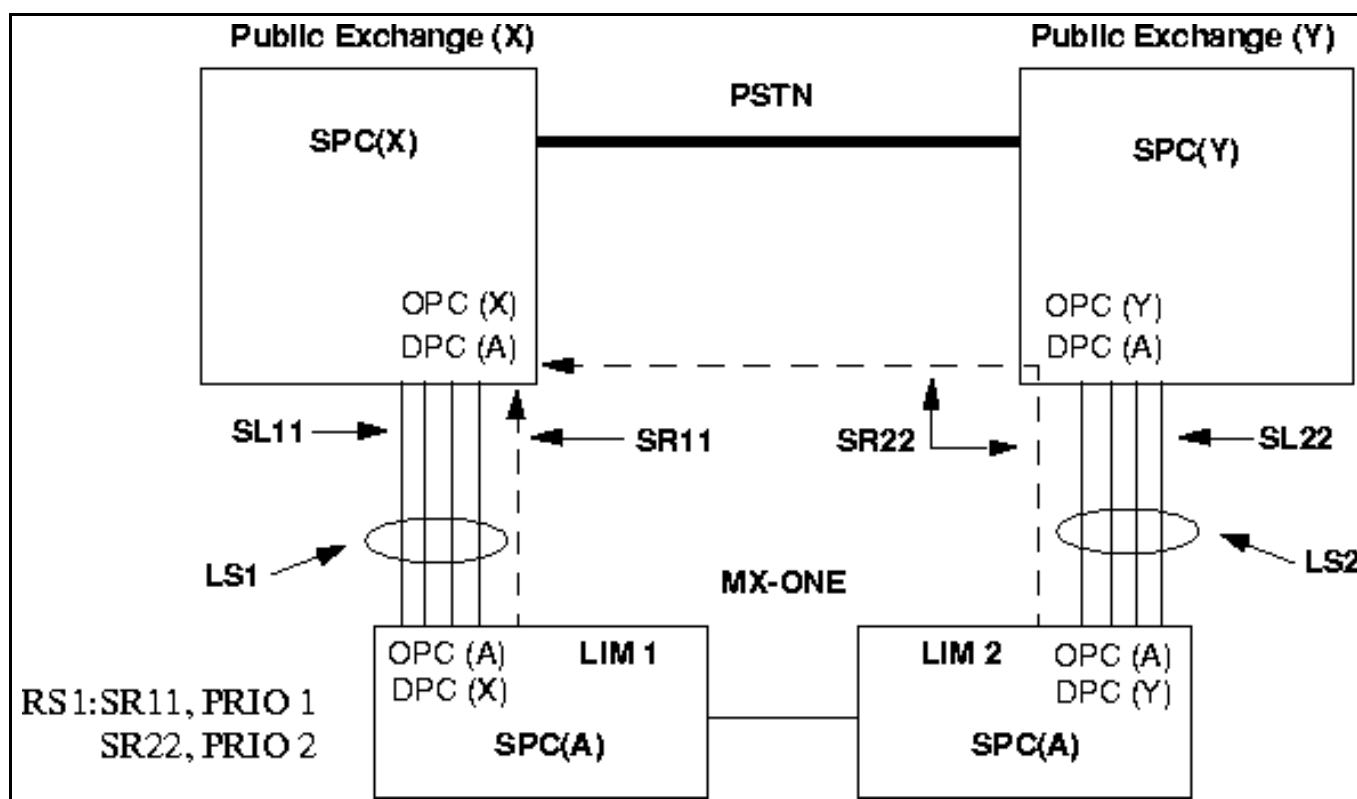 Public Exchange (X)
Public Exchange (Y)
PSTN
SPC(X)
SPC(Y)
OPC (X)
DPC (A)
OPC (Y)
DPC (A)
SL11
SR11
SR22
SL22
LS1
LS2
MX-ONE
OPC (A)
DPC (X)
LIM 1
SPC(A)
LIM 2
OPC (A)
DPC (Y)
SPC(A)
RS1:SR11, PRIO 1
SR22, PRIO 2